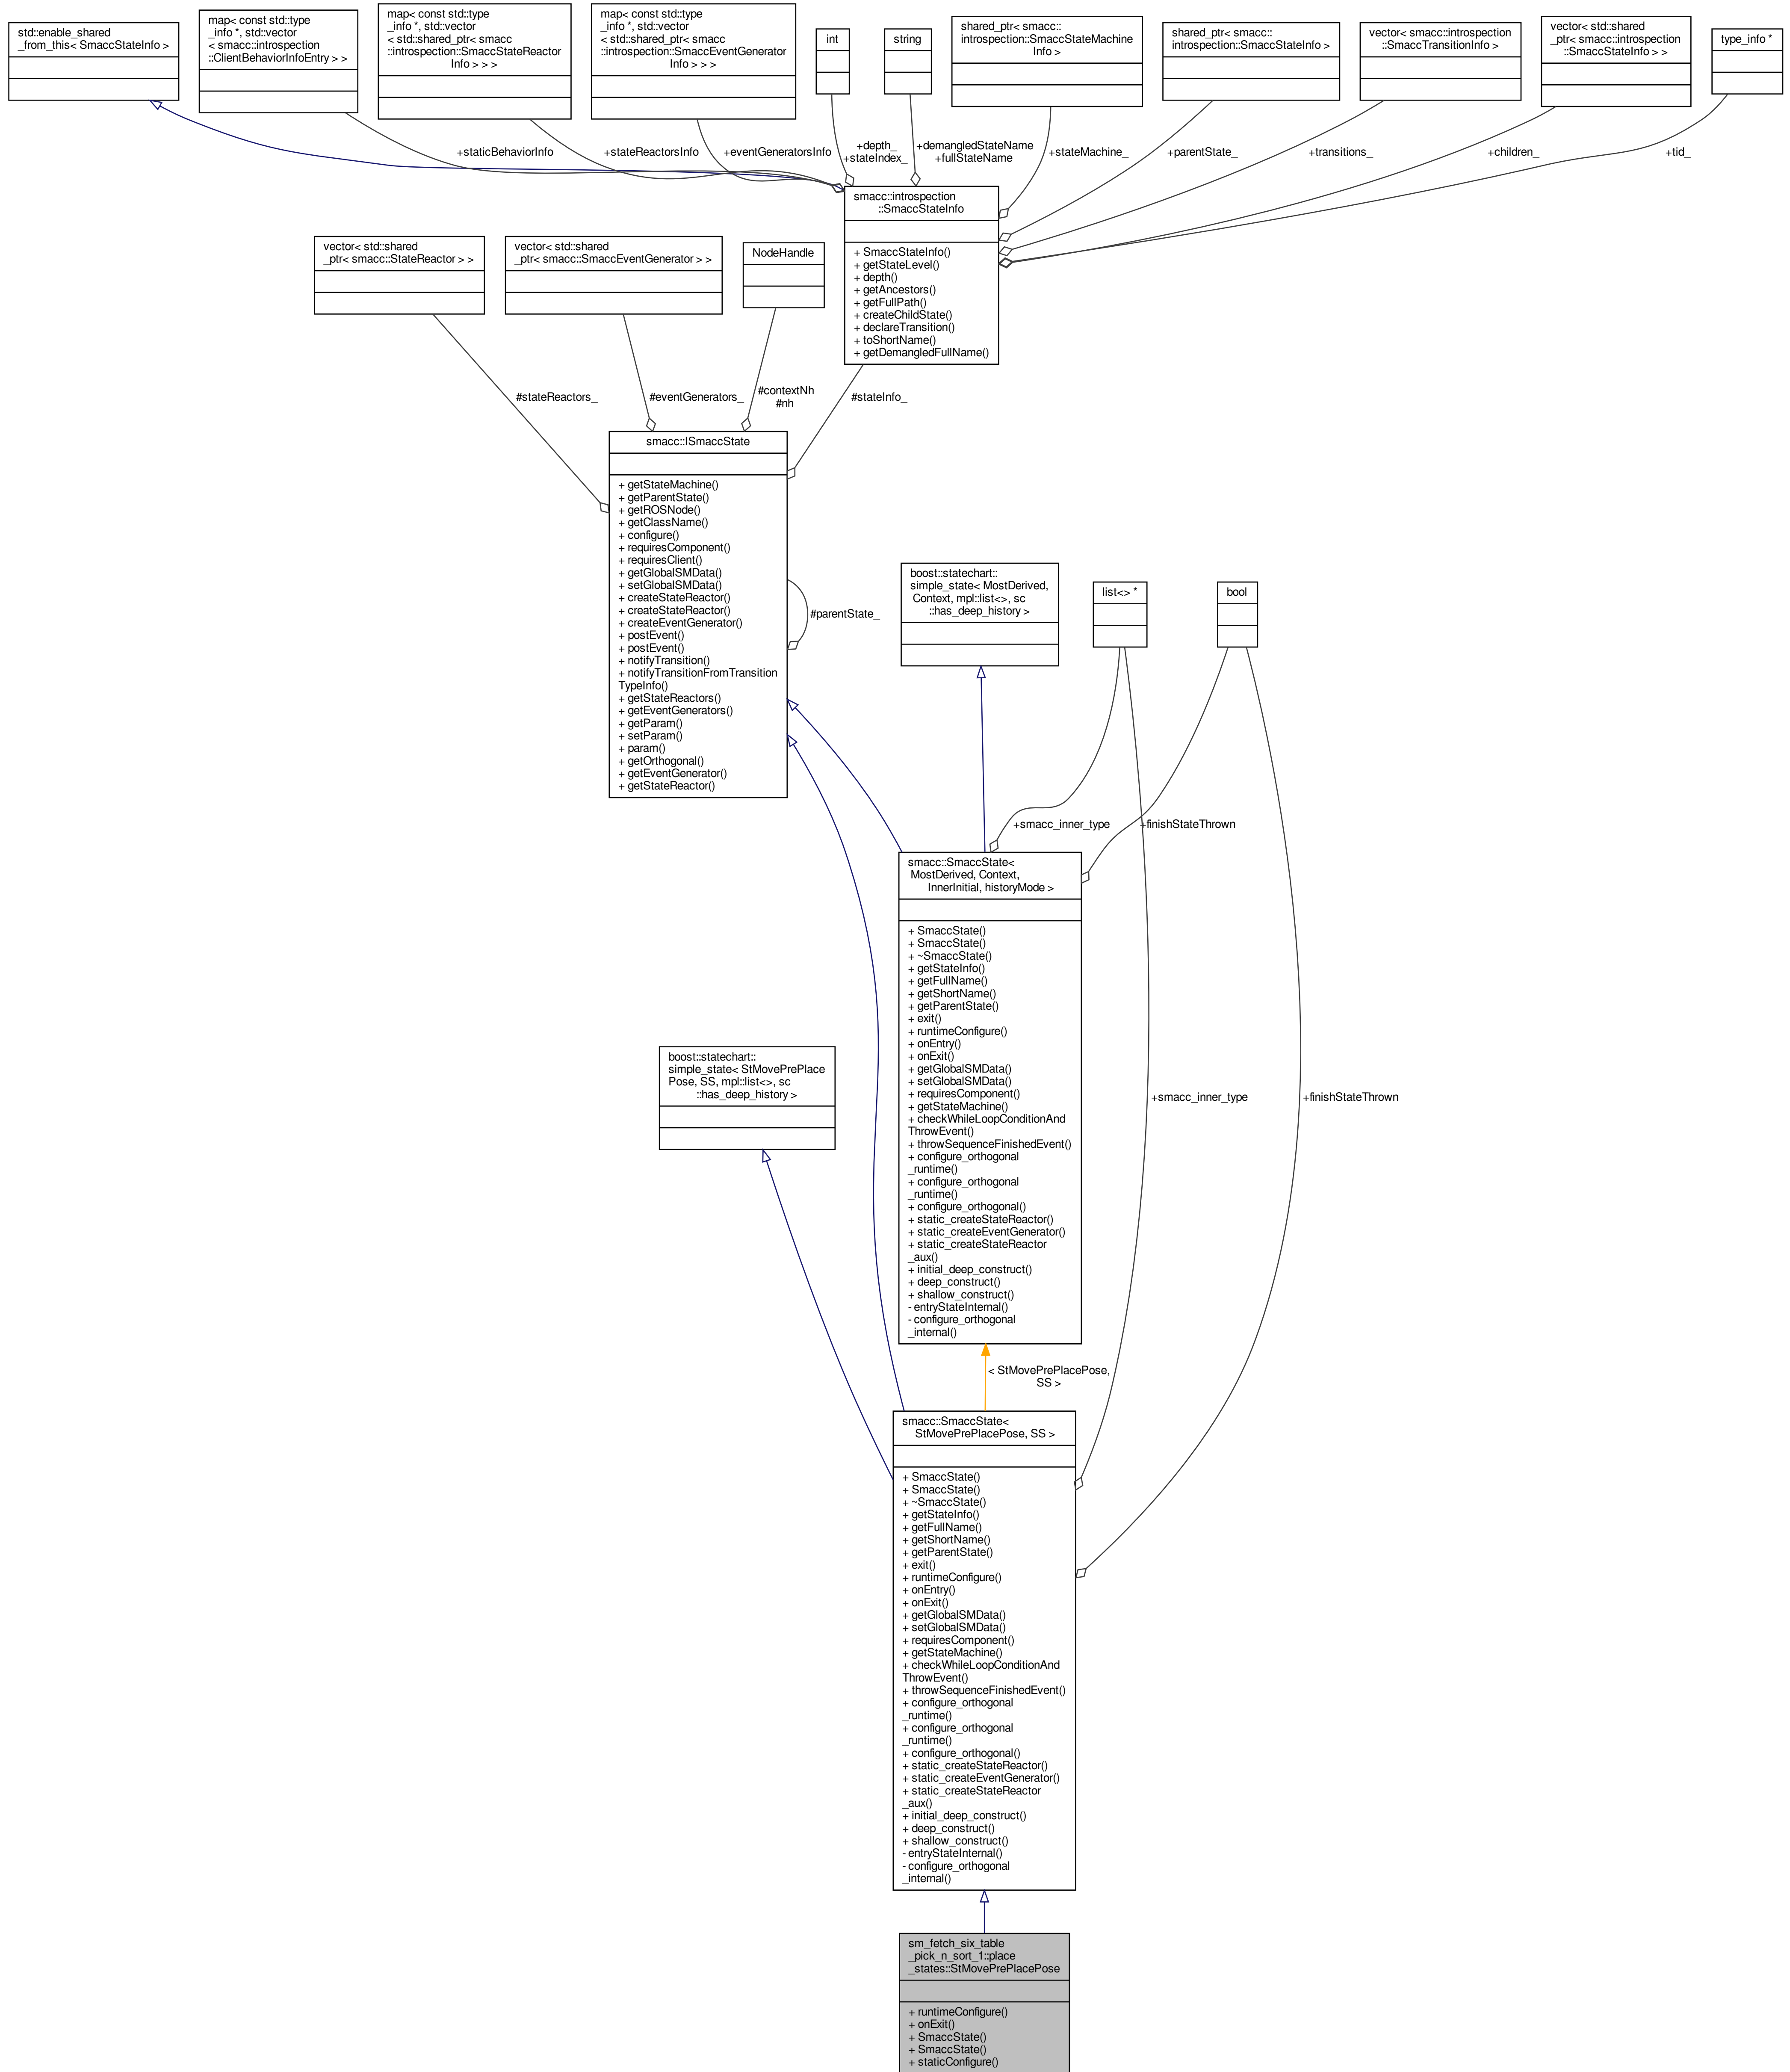 std::enable_shared
_from_this< SmaccStateInfo >
map< const std::type
_info *, std::vector
< smacc::introspection
::ClientBehaviorInfoEntry > >
map< const std::type
_info *, std::vector
< std::shared_ptr< smacc
::introspection::SmaccStateReactor
Info > > >
map< const std::type
_info *, std::vector
< std::shared_ptr< smacc
::introspection::SmaccEventGenerator
Info > > >
int
string
shared_ptr< smacc::
introspection::SmaccStateMachine
Info >
shared_ptr< smacc::
introspection::SmaccStateInfo >
vector< smacc::introspection
::SmaccTransitionInfo >
vector< std::shared
_ptr< smacc::introspection
::SmaccStateInfo > >
type_info *
+staticBehaviorInfo
+stateReactorsInfo
+eventGeneratorsInfo
+depth_
+stateIndex_
+demangledStateName
+fullStateName
+stateMachine_
+parentState_
+transitions_
+children_
+tid_
smacc::introspection
::SmaccStateInfo
+ SmaccStateInfo()
+ getStateLevel()
+ depth()
+ getAncestors()
+ getFullPath()
+ createChildState()
+ declareTransition()
+ toShortName()
+ getDemangledFullName()
vector< std::shared
_ptr< smacc::StateReactor > >
vector< std::shared
_ptr< smacc::SmaccEventGenerator > >
NodeHandle
#stateReactors_
#eventGenerators_
#contextNh
#nh
#stateInfo_
smacc::ISmaccState
+ getStateMachine()
+ getParentState()
+ getROSNode()
+ getClassName()
+ configure()
+ requiresComponent()
+ requiresClient()
+ getGlobalSMData()
+ setGlobalSMData()
+ createStateReactor()
+ createStateReactor()
+ createEventGenerator()
+ postEvent()
+ postEvent()
+ notifyTransition()
+ notifyTransitionFromTransition
TypeInfo()
+ getStateReactors()
+ getEventGenerators()
+ getParam()
+ setParam()
+ param()
+ getOrthogonal()
+ getEventGenerator()
+ getStateReactor()
#parentState_
boost::statechart::
simple_state< MostDerived,
Context, mpl::list<>, sc
::has_deep_history >
list<> *
bool
+smacc_inner_type
+finishStateThrown
smacc::SmaccState<
MostDerived, Context,
InnerInitial, historyMode >
+ SmaccState()
+ SmaccState()
+ ~SmaccState()
+ getStateInfo()
+ getFullName()
+ getShortName()
+ getParentState()
+ exit()
+ runtimeConfigure()
+ onEntry()
+ onExit()
+ getGlobalSMData()
+ setGlobalSMData()
+ requiresComponent()
+ getStateMachine()
+ checkWhileLoopConditionAnd
ThrowEvent()
+ throwSequenceFinishedEvent()
+ configure_orthogonal
_runtime()
+ configure_orthogonal
_runtime()
+ configure_orthogonal()
+ static_createStateReactor()
+ static_createEventGenerator()
+ static_createStateReactor
_aux()
+ initial_deep_construct()
+ deep_construct()
+ shallow_construct()
- entryStateInternal()
- configure_orthogonal
_internal()
boost::statechart::
simple_state< StMovePrePlace
Pose, SS, mpl::list<>, sc
::has_deep_history >
+smacc_inner_type
+finishStateThrown
< StMovePrePlacePose,
SS >
smacc::SmaccState<
StMovePrePlacePose, SS >
+ SmaccState()
+ SmaccState()
+ ~SmaccState()
+ getStateInfo()
+ getFullName()
+ getShortName()
+ getParentState()
+ exit()
+ runtimeConfigure()
+ onEntry()
+ onExit()
+ getGlobalSMData()
+ setGlobalSMData()
+ requiresComponent()
+ getStateMachine()
+ checkWhileLoopConditionAnd
ThrowEvent()
+ throwSequenceFinishedEvent()
+ configure_orthogonal
_runtime()
+ configure_orthogonal
_runtime()
+ configure_orthogonal()
+ static_createStateReactor()
+ static_createEventGenerator()
+ static_createStateReactor
_aux()
+ initial_deep_construct()
+ deep_construct()
+ shallow_construct()
- entryStateInternal()
- configure_orthogonal
_internal()
sm_fetch_six_table
_pick_n_sort_1::place
_states::StMovePrePlacePose
+ runtimeConfigure()
+ onExit()
+ SmaccState()
+ SmaccState()
+ staticConfigure()